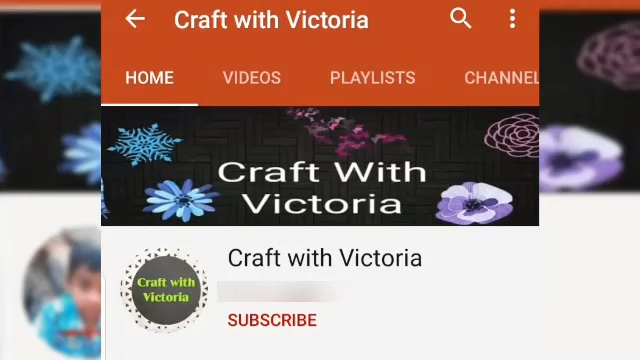 Craft with Victoria
HOME VIDEOS PLAYLISTS CHANNEL
Craft With
Victoria
Craft with Victoria
Craft with
Victoria
SUBSCRIBE